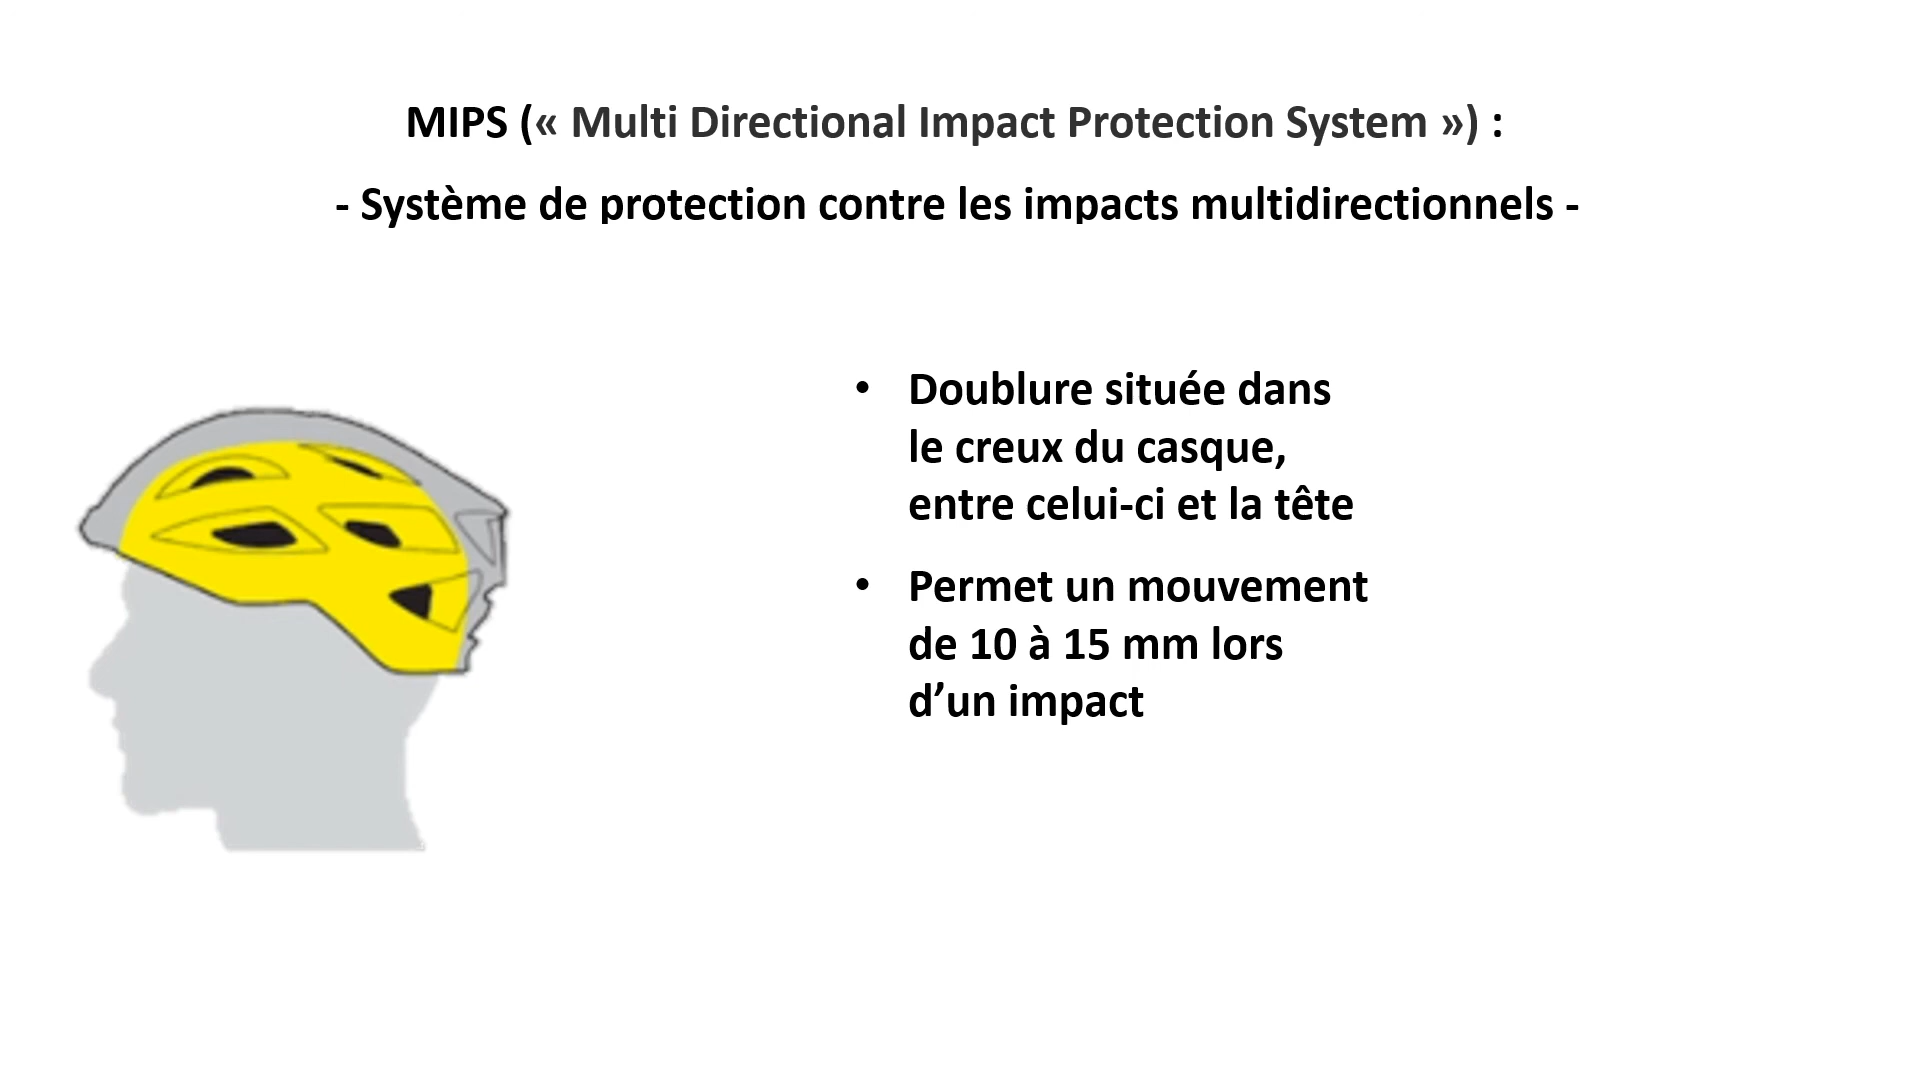 MIPS (« Multi Directional Impact Protection System ») :
- Système de protection contre les impacts multidirectionnels -
• Doublure située dans
le creux du casque,
entre celui-ci et la tête
• Permet un mouvement
de 10 à 15 mm lors
d’un impact